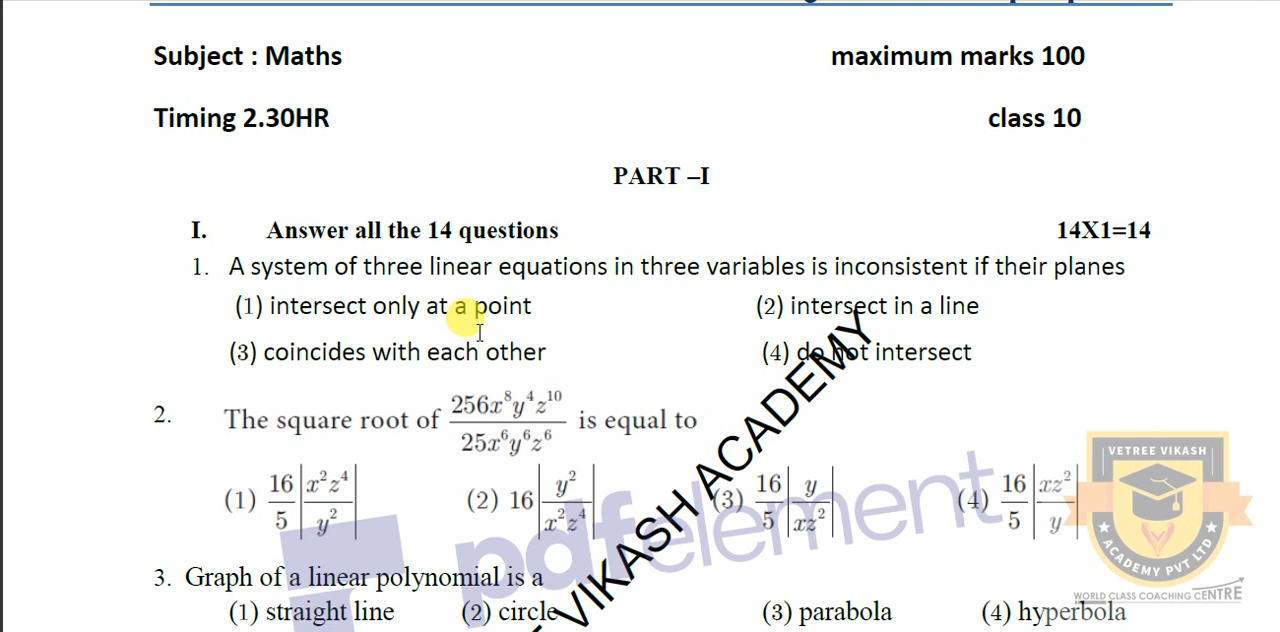 Subject : Maths maximum marks 100
Timing 2.30HR class 10
PART –I
I. Answer all the 14 questions 14X1=14
1. A system of three linear equations in three variables is inconsistent if their planes
(1) intersect only at a point (2) intersect in a line
(3) coincides with each other (4) do not intersect
2. The square root of 256x⁸y⁴z¹⁰ / 25x⁶y⁶z⁶ is equal to
(1) 16/5 |x²z⁴ / y²| (2) 16 |y² / x²z⁴| (3) 16/5 |y / xz²| (4) 16/5 |xz² / y|
3. Graph of a linear polynomial is a
(1) straight line (2) circle (3) parabola (4) hyperbola
VIKASH ACADEMY
pdfelement
VETREE VIKASH
ACADEMY PVT LTD
WORLD CLASS COACHING CENTRE